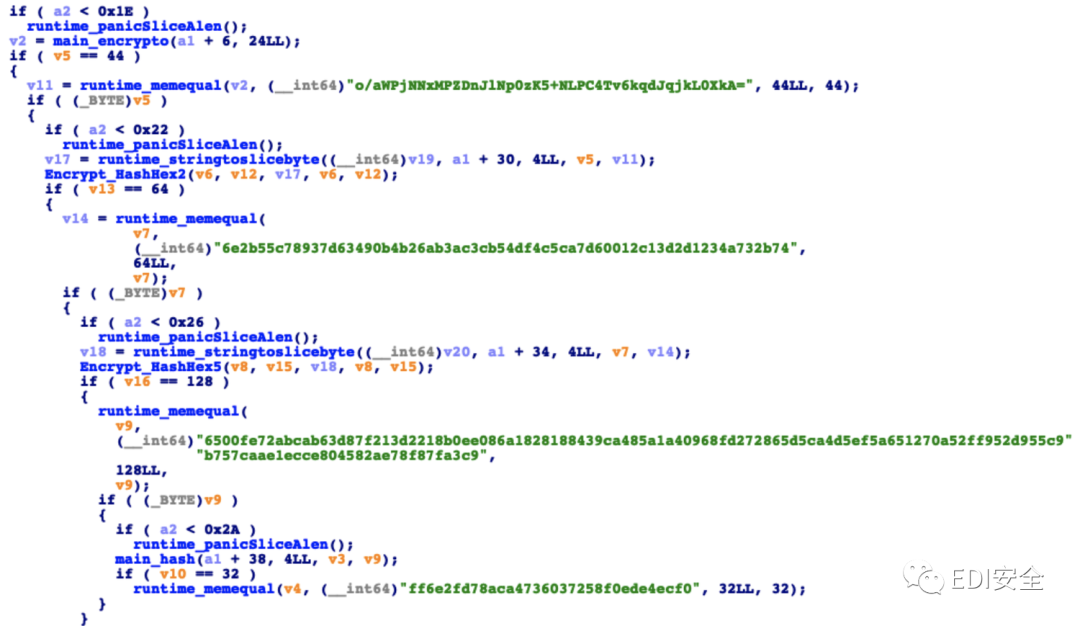 if ( a2 < 0x1E )
runtime_panicSliceAlen();
v2 = main_encrypto(a1 + 6, 24LL);
if ( v5 == 44 )
{
v11 = runtime_memequal(v2, (__int64)"o/aWPjNNxMPZDnJlNpOzK5+NLPC4Tv6kqdJqjkL0XkA=", 44LL, 44);
if ( (_BYTE)v5 )
{
if ( a2 < 0x22 )
runtime_panicSliceAlen();
v17 = runtime_stringtoslicebyte((__int64)v19, a1 + 30, 4LL, v5, v11);
Encrypt_HashHex2(v6, v12, v17, v6, v12);
if ( v13 == 64 )
{
v14 = runtime_memequal(
v7,
(__int64)"6e2b55c78937d63490b4b26ab3ac3cb54df4c5ca7d60012c13d2d1234a732b74",
64LL,
v7);
if ( (_BYTE)v7 )
{
if ( a2 < 0x26 )
runtime_panicSliceAlen();
v18 = runtime_stringtoslicebyte((__int64)v20, a1 + 34, 4LL, v7, v14);
Encrypt_HashHex5(v8, v15, v18, v8, v15);
if ( v16 == 128 )
{
runtime_memequal(
v9,
(__int64)"6500fe72abcab63d87f213d2218b0ee086a1828188439ca485a1a40968fd272865d5ca4d5ef5a651270a52ff952d955c9"
"b757caae1ecce804582ae78f87fa3c9",
128LL,
v9);
if ( (_BYTE)v9 )
{
if ( a2 < 0x2A )
runtime_panicSliceAlen();
main_hash(a1 + 38, 4LL, v3, v9);
if ( v10 == 32 )
runtime_memequal(v4, (__int64)"ff6e2fd78aca4736037258f0ede4ecf0", 32LL, 32);
}
}
EDI安全